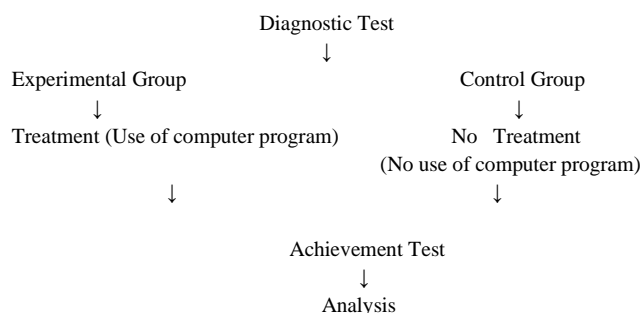 Diagnostic Test
↓
Experimental Group Control Group
↓ ↓
Treatment (Use of computer program) No Treatment
(No use of computer program)
↓ ↓
Achievement Test
↓
Analysis